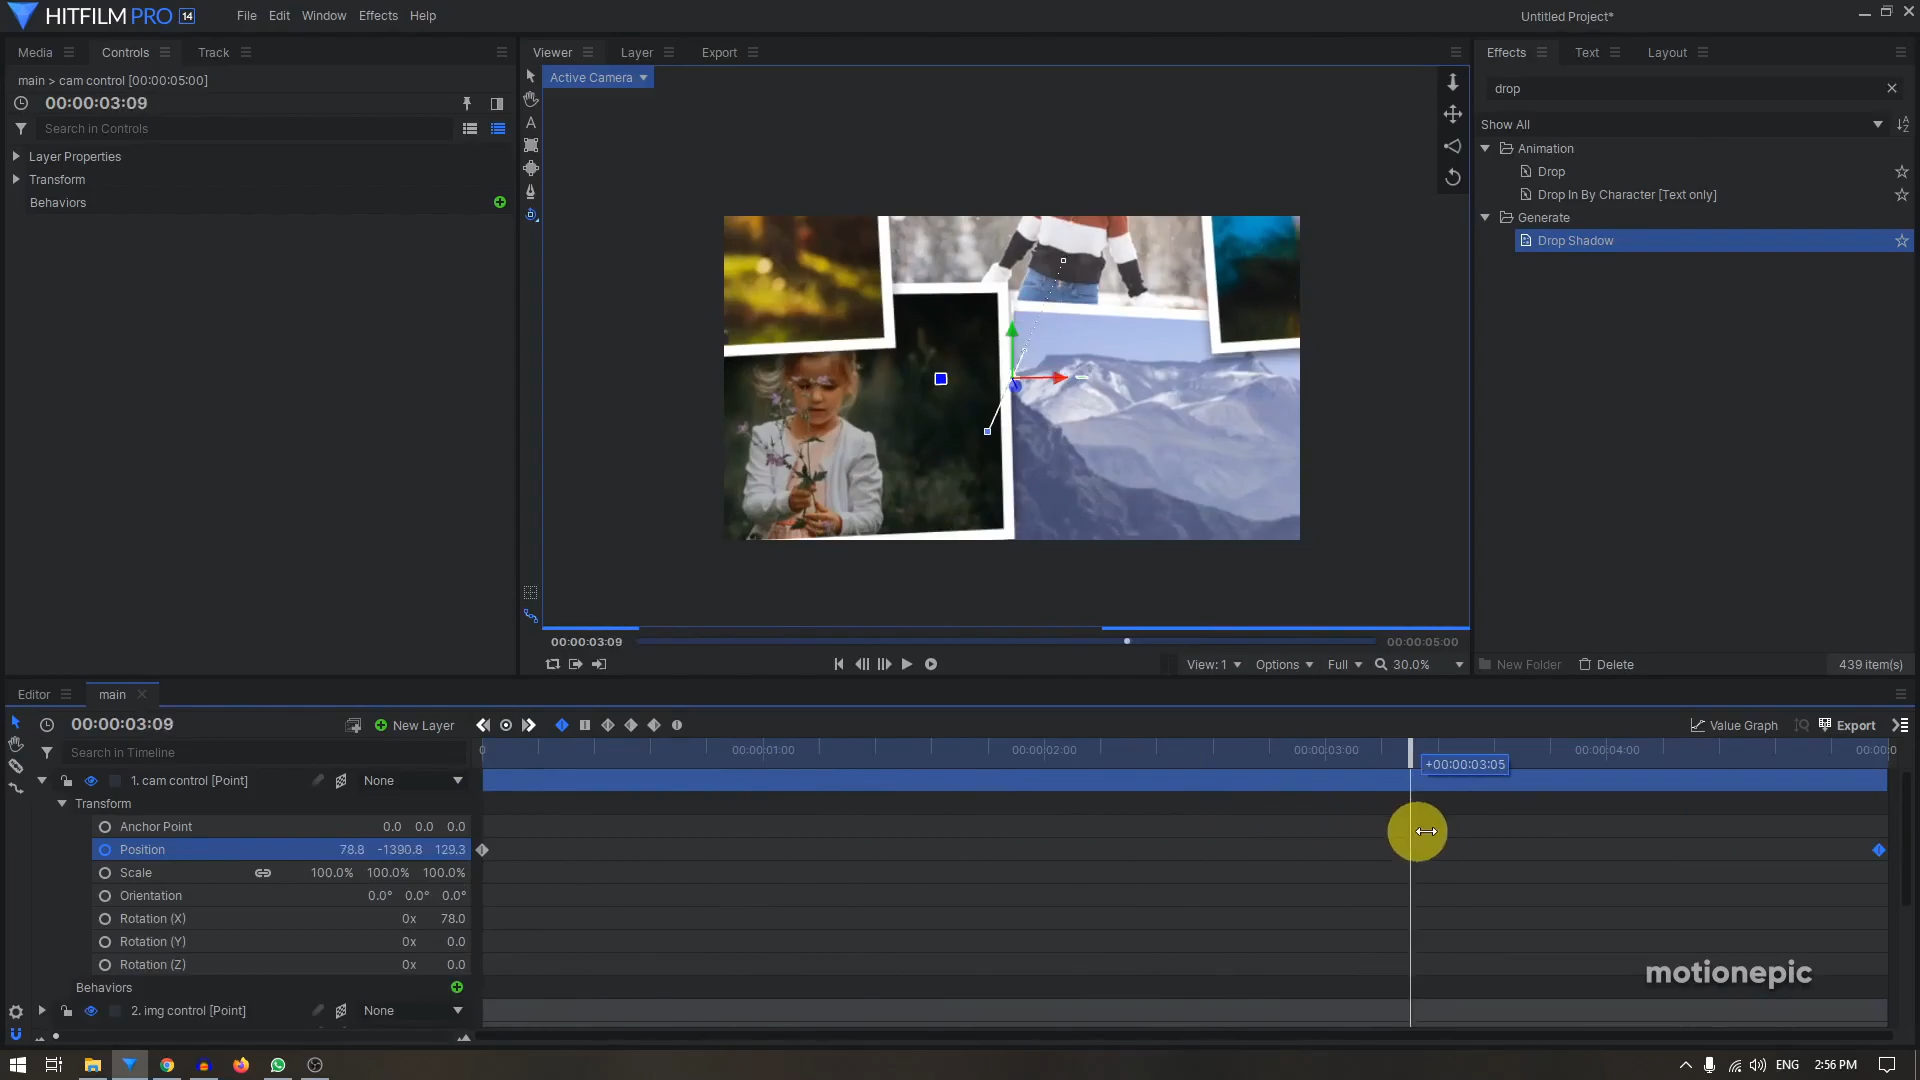 HITFILM PRO 14
File Edit Window Effects Help
Untitled Project*
Media Controls Track
main > cam control [00:00:05:00]
00:00:03:09
Search in Controls
Layer Properties
Transform
Behaviors
Viewer Layer Export
Active Camera
A
00:00:03:09 00:00:05:00
View: 1 Options Full 30.0%
Effects Text Layout
drop
Show All
Animation
Drop
Drop In By Character [Text only]
Generate
Drop Shadow
New Folder Delete 439 item(s)
Editor main
00:00:03:09 New Layer Value Graph Export
Search in Timeline
0 00:00:01:00 00:00:02:00 00:00:03:00 00:00:04:00 00:00:0
+00:00:03:05
1. cam control [Point] None
Transform
Anchor Point 0.0 0.0 0.0
Position 78.8 -1390.8 129.3
Scale 100.0% 100.0% 100.0%
Orientation 0.0° 0.0° 0.0°
Rotation (X) 0x 78.0
Rotation (Y) 0x 0.0
Rotation (Z) 0x 0.0
Behaviors
2. img control [Point] None
motionepic
ENG 2:56 PM